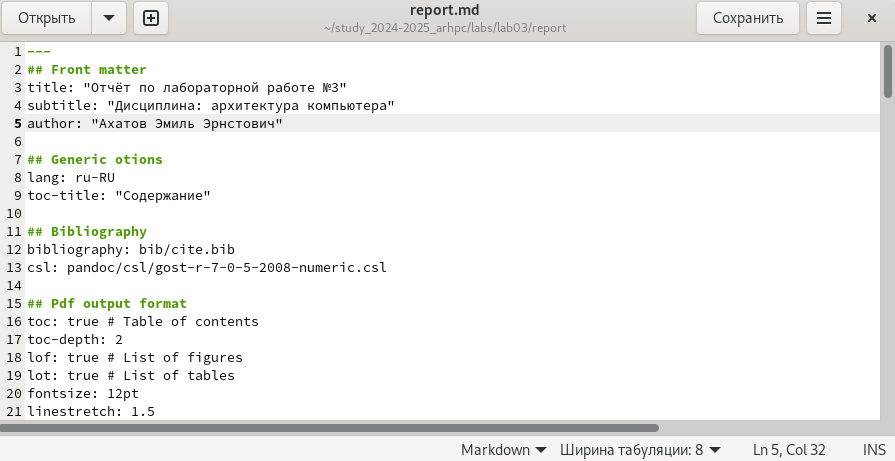 Открыть
report.md
~/study_2024-2025_arhpc/labs/lab03/report
Сохранить
1 ---
2 ## Front matter
3 title: "Отчёт по лабораторной работе №3"
4 subtitle: "Дисциплина: архитектура компьютера"
5 author: "Ахатов Эмиль Эрнстович"
6
7 ## Generic otions
8 lang: ru-RU
9 toc-title: "Содержание"
10
11 ## Bibliography
12 bibliography: bib/cite.bib
13 csl: pandoc/csl/gost-r-7-0-5-2008-numeric.csl
14
15 ## Pdf output format
16 toc: true # Table of contents
17 toc-depth: 2
18 lof: true # List of figures
19 lot: true # List of tables
20 fontsize: 12pt
21 linestretch: 1.5
Markdown Ширина табуляции: 8 Ln 5, Col 32 INS